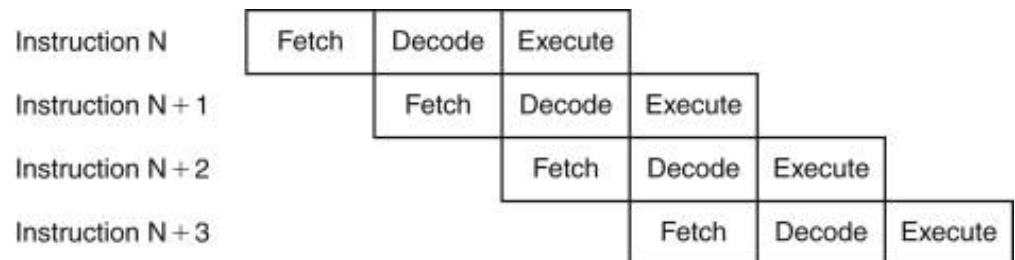 Instruction N Fetch Decode Execute
Instruction N + 1 Fetch Decode Execute
Instruction N + 2 Fetch Decode Execute
Instruction N + 3 Fetch Decode Execute